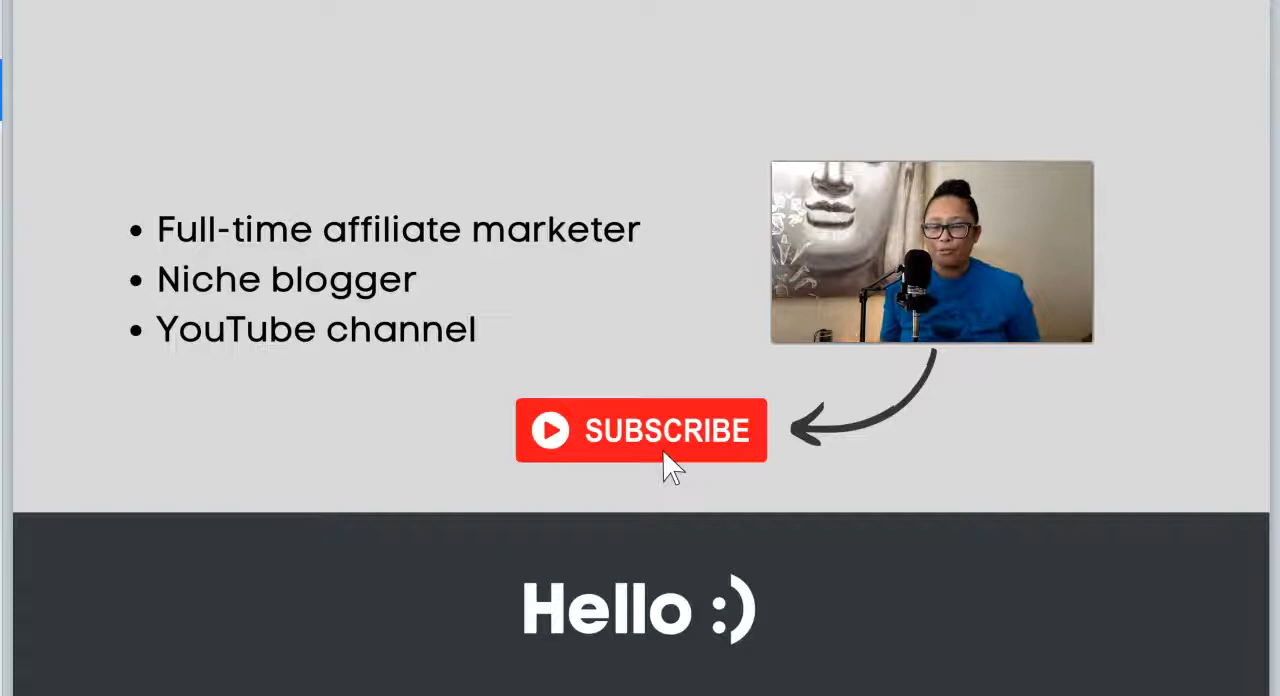 • Full-time affiliate marketer
• Niche blogger
• YouTube channel
SUBSCRIBE
Hello :)